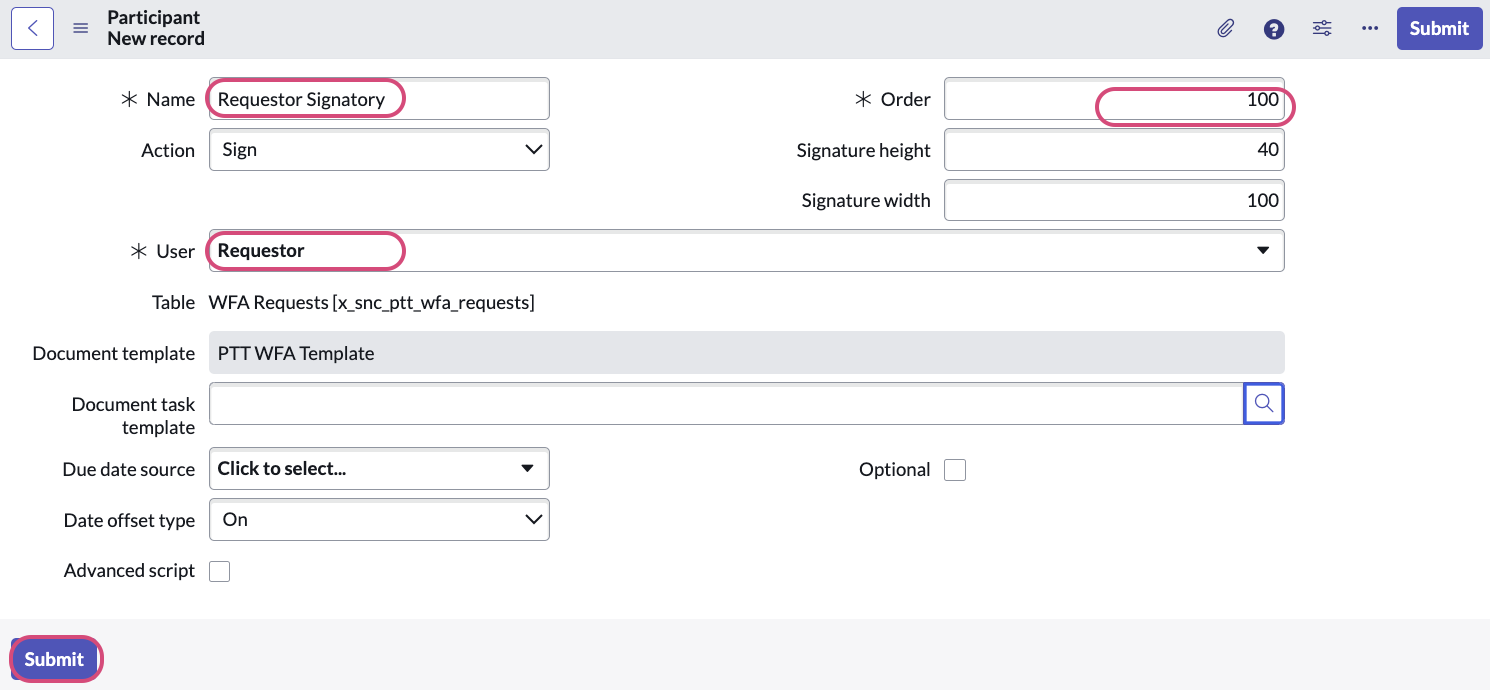 Participant
New record
Submit
Name
Requestor Signatory
Order
100
Action
Sign
Signature height
40
Signature width
100
User
Requestor
Table
WFA Requests [x_snc_ptt_wfa_requests]
Document template
PTT WFA Template
Document task
template
Due date source
Click to select...
Optional
Date offset type
On
Advanced script
Submit